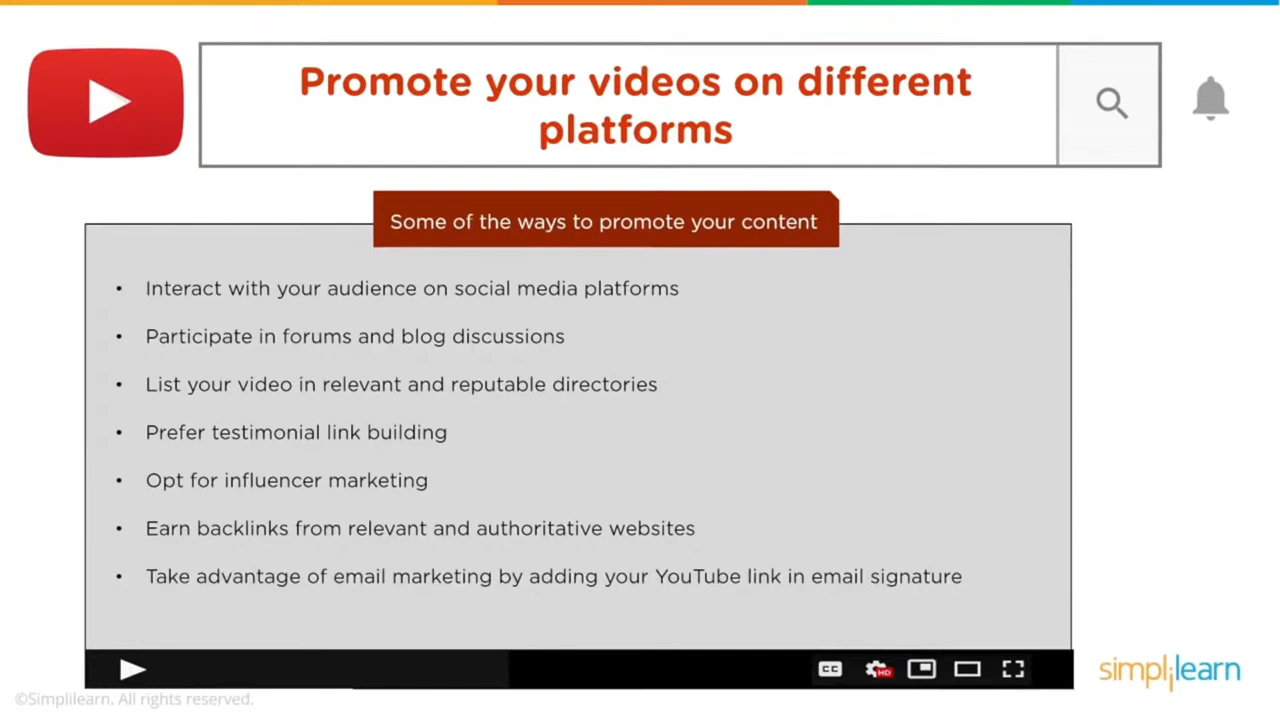 Promote your videos on different
platforms
Some of the ways to promote your content
• Interact with your audience on social media platforms
• Participate in forums and blog discussions
• List your video in relevant and reputable directories
• Prefer testimonial link building
• Opt for influencer marketing
• Earn backlinks from relevant and authoritative websites
• Take advantage of email marketing by adding your YouTube link in email signature
CC HD
simplilearn
©Simplilearn. All rights reserved.